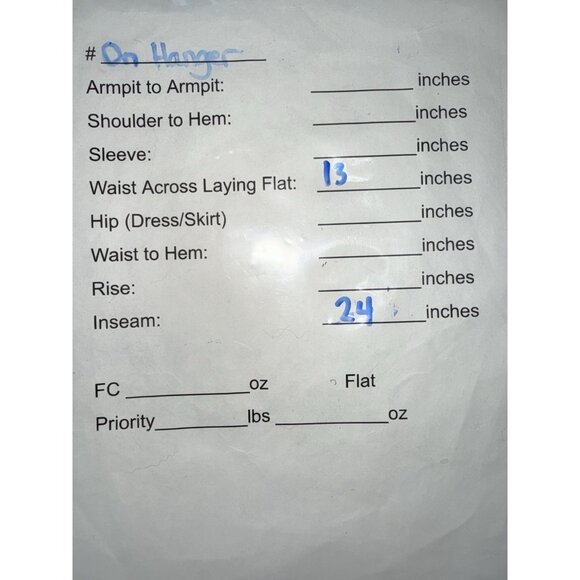 # On Hanger
Armpit to Armpit: ____________ inches
Shoulder to Hem: ____________ inches
Sleeve: ____________ inches
Waist Across Laying Flat: 13 inches
Hip (Dress/Skirt) ____________ inches
Waist to Hem: ____________ inches
Rise: ____________ inches
Inseam: 24 inches
FC ____________ oz Flat
Priority__________ lbs ____________ oz